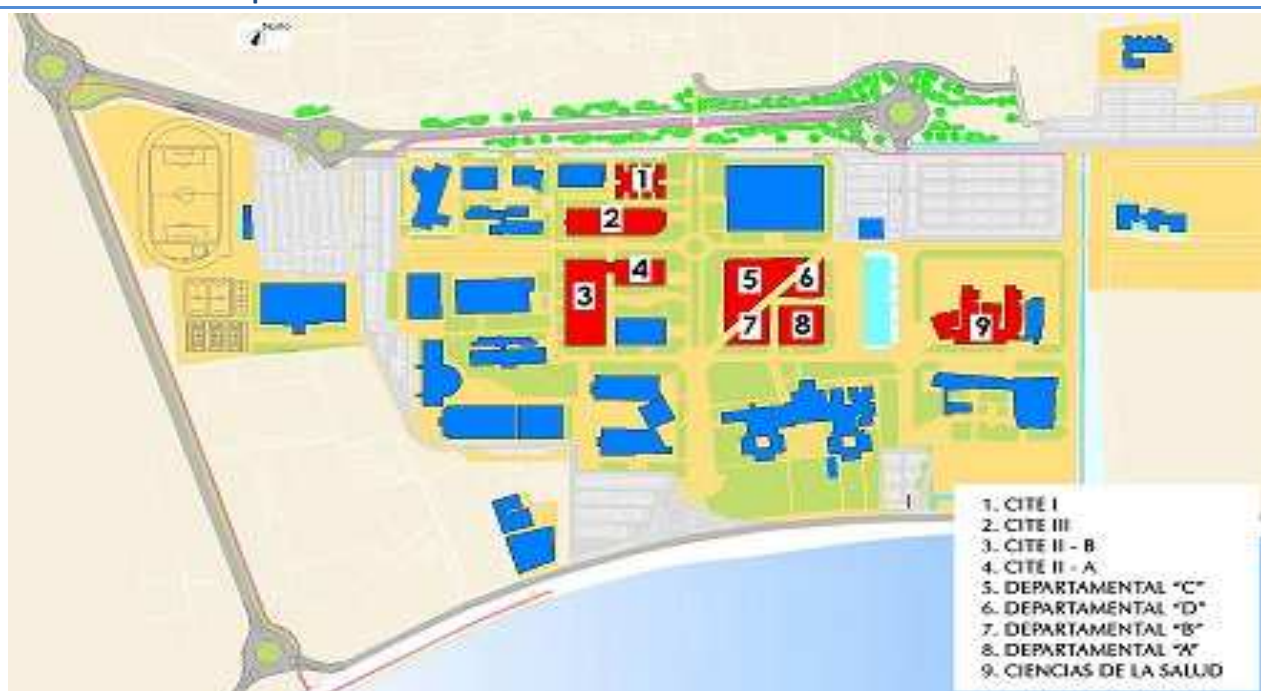 1
2
3
4
5
6
7
8
9
1. CITE I
2. CITE III
3. CITE II - B
4. CITE II - A
5. DEPARTAMENTAL "C"
6. DEPARTAMENTAL "D"
7. DEPARTAMENTAL "B"
8. DEPARTAMENTAL "A"
9. CIENCIAS DE LA SALUD